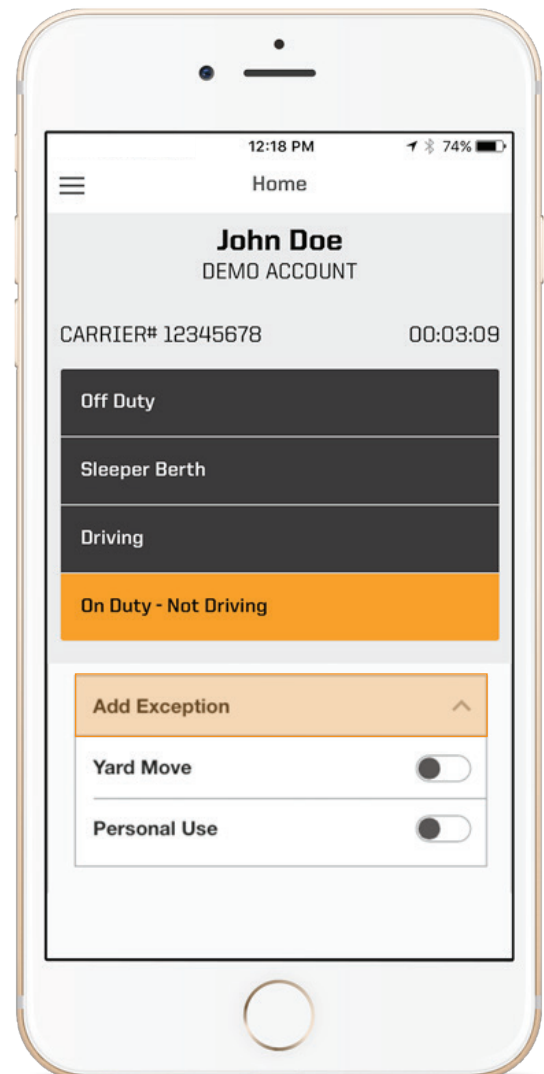 12:18 PM 74%
Home
John Doe
DEMO ACCOUNT
CARRIER# 12345678 00:03:09
Off Duty
Sleeper Berth
Driving
On Duty - Not Driving
Add Exception
Yard Move
Personal Use